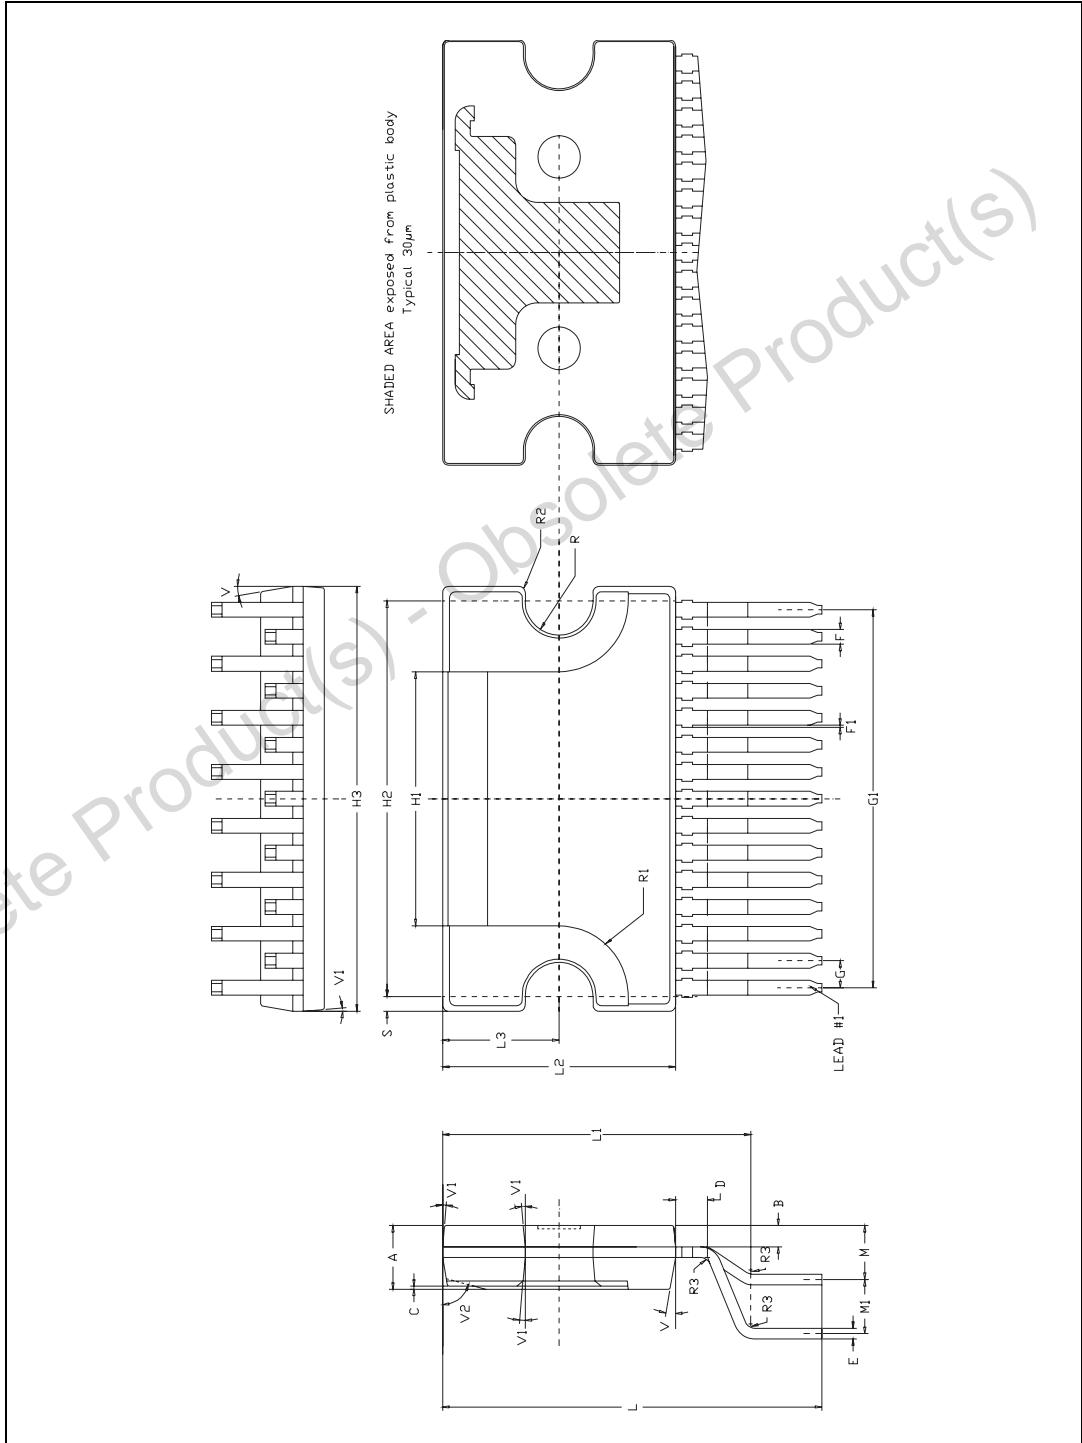 SHADED AREA exposed from plastic body
Typical 30µm
Obsolete Product(s) - Obsolete Product(s)
V
V1
H3
H2
H1
S
R2
R
R1
L3
L2
F
F1
G1
G
LEAD #1
L1
V1
V1
A
C
V2
V1
V
D
B
R3
R3
R3
M
M1
E
L